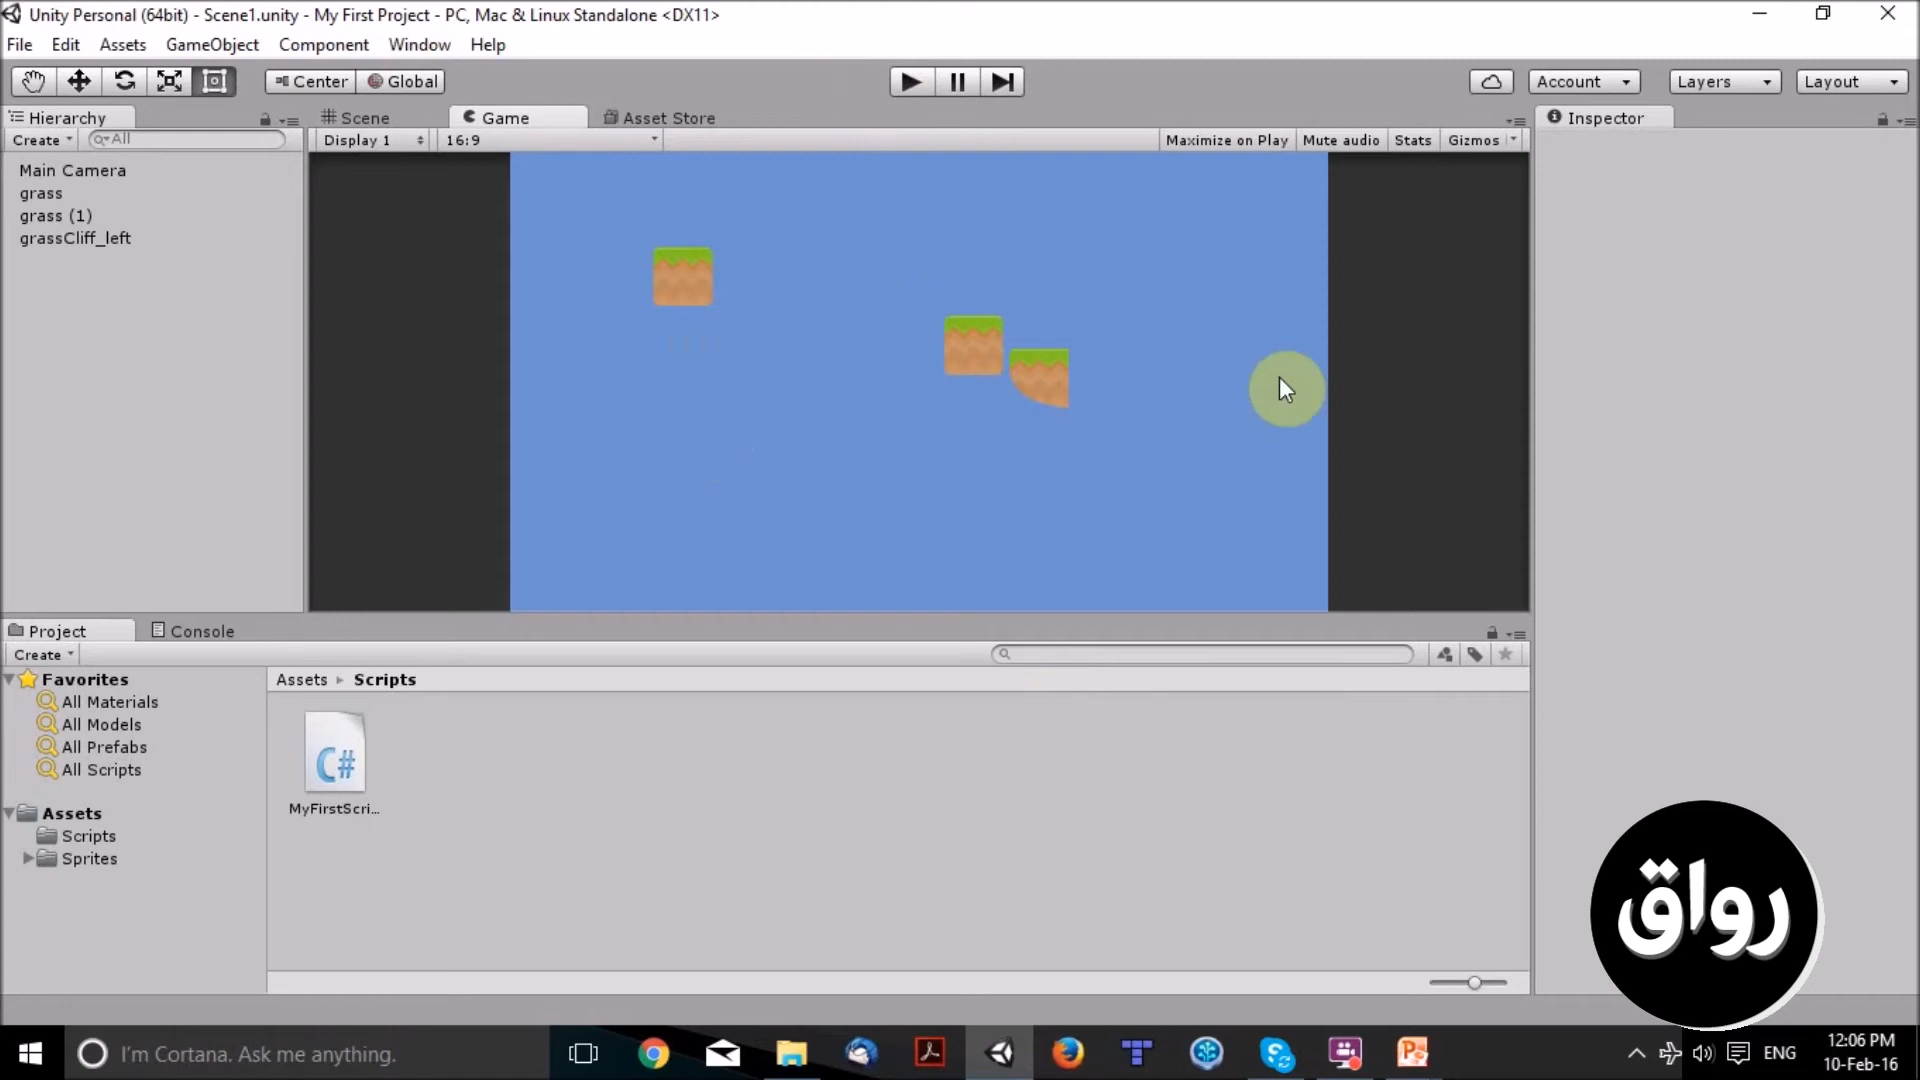 Unity Personal (64bit) - Scene1.unity - My First Project - PC, Mac & Linux Standalone <DX11>
File Edit Assets GameObject Component Window Help
Center Global Account Layers Layout
Hierarchy Scene Game Asset Store Inspector
Create All Display 1 16:9 Maximize on Play Mute audio Stats Gizmos
Main Camera
grass
grass (1)
grassCliff_left
Project Console
Create
Favorites Assets Scripts
All Materials
All Models
All Prefabs
All Scripts
C#
MyFirstScri...
Assets
Scripts
Sprites
رواق
I'm Cortana. Ask me anything.
ENG
12:06 PM
10-Feb-16